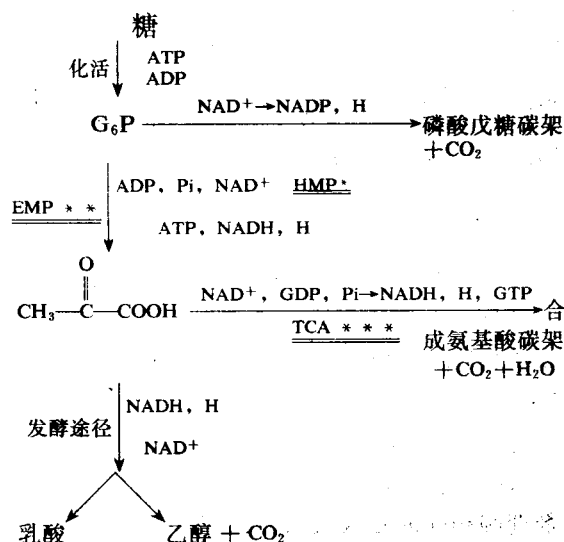 糖
ATP
化活
ADP
NAD⁺→NADP, H
G₆P
磷酸戊糖碳架
+CO₂
ADP, Pi, NAD⁺ HMP*
EMP * *
ATP, NADH, H
O
NAD⁺, GDP, Pi→NADH, H, GTP
CH₃—C—COOH
合
TCA * * *
成氨基酸碳架
+CO₂+H₂O
NADH, H
发酵途径
NAD⁺
乳酸
乙醇 + CO₂